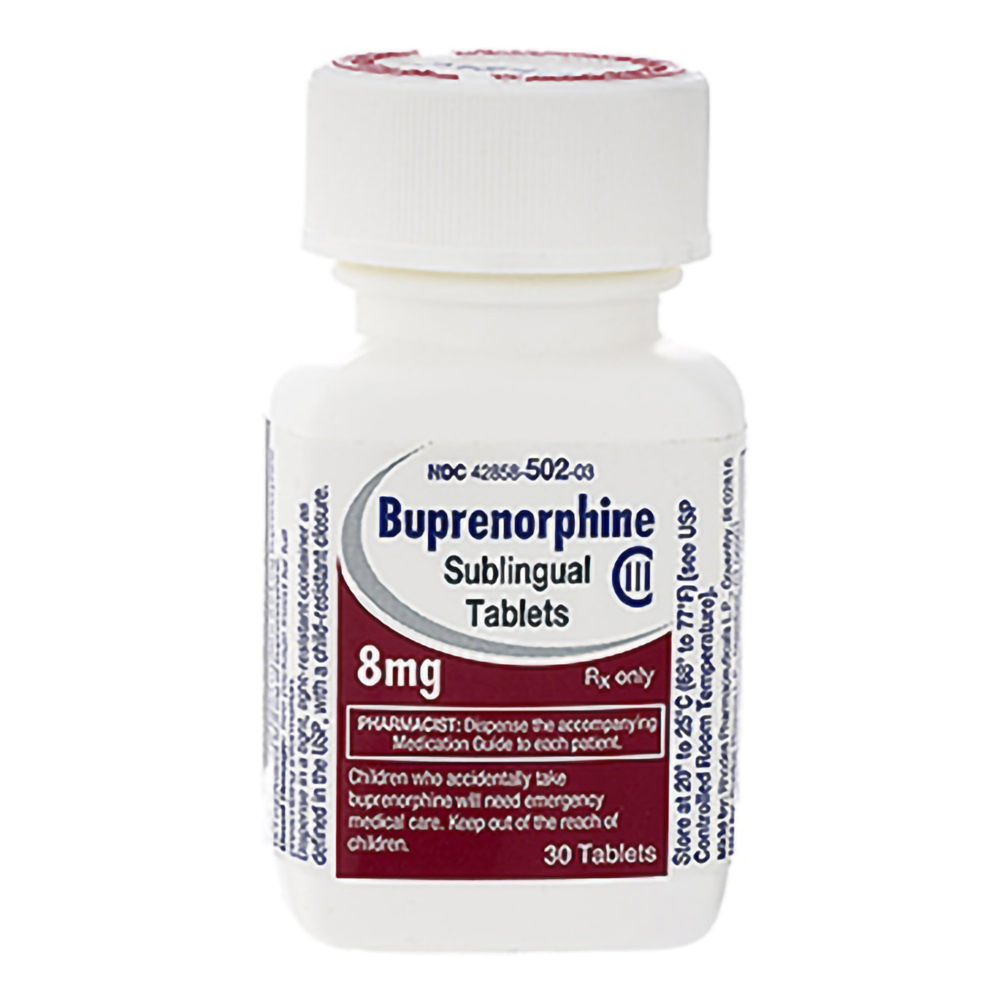 NDC 42858-502-03
Buprenorphine
Sublingual
Tablets
CIII
8mg
Rx only
PHARMACIST: Dispense the accompanying
Medication Guide to each patient.
Children who accidentally take
buprenorphine will need emergency
medical care. Keep out of the reach of
children.
30 Tablets
Dispense in a tight, light-resistant container as
defined in the USP, with a child-resistant closure.
Store at 20° to 25°C (68° to 77°F) [see USP
Controlled Room Temperature].